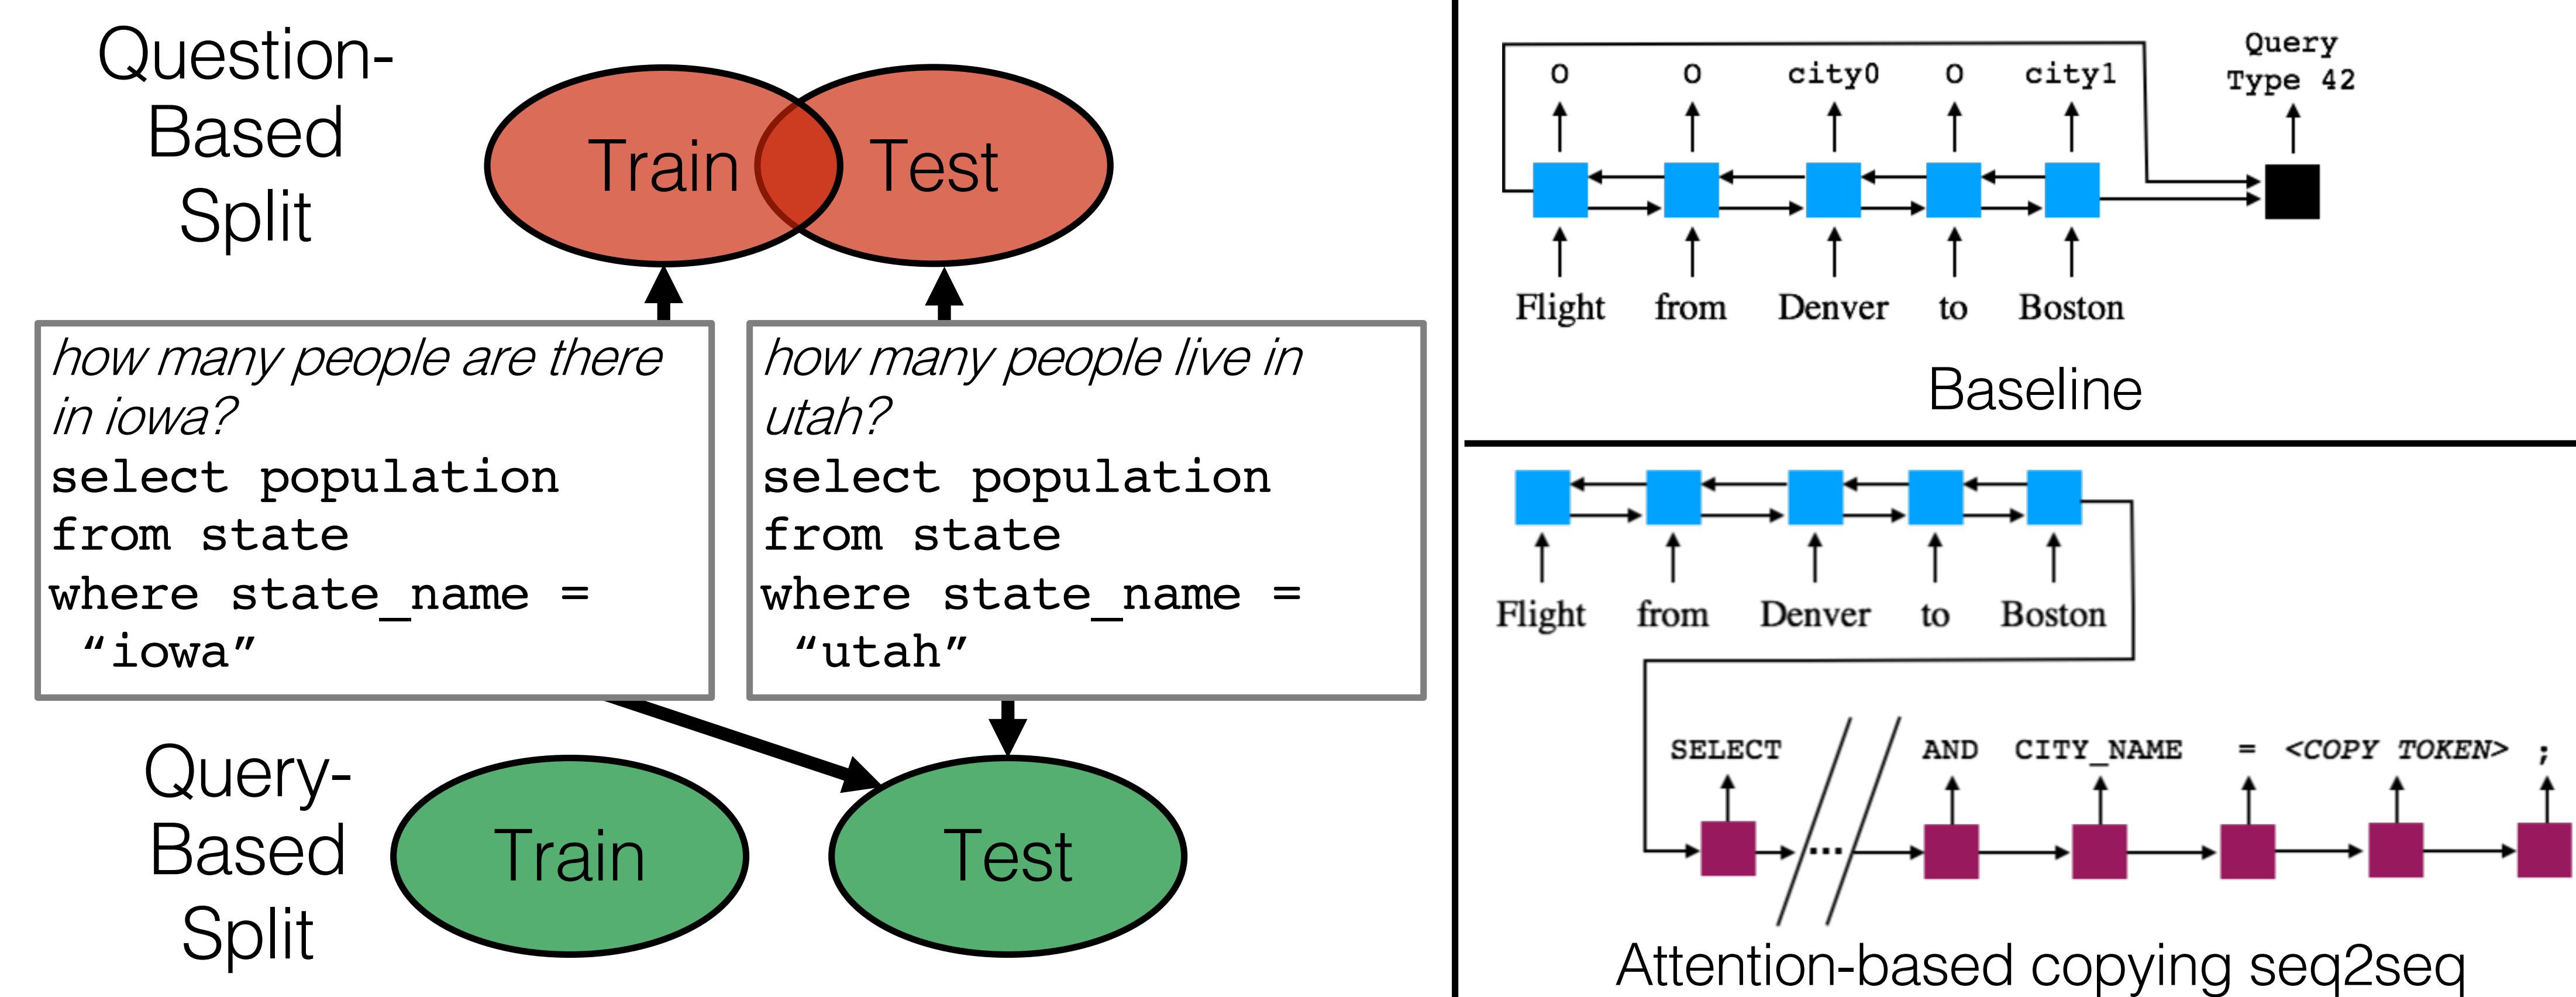 Question-
Based
Split
Train
Test
how many people are there
in iowa?
select population
from state
where state_name =
“iowa”
how many people live in
utah?
select population
from state
where state_name =
“utah”
Query-
Based
Split
Train
Test
O O city0 O city1
Query
Type 42
Flight from Denver to Boston
Baseline
Flight from Denver to Boston
SELECT AND CITY_NAME = <COPY TOKEN> ;
...
Attention-based copying seq2seq